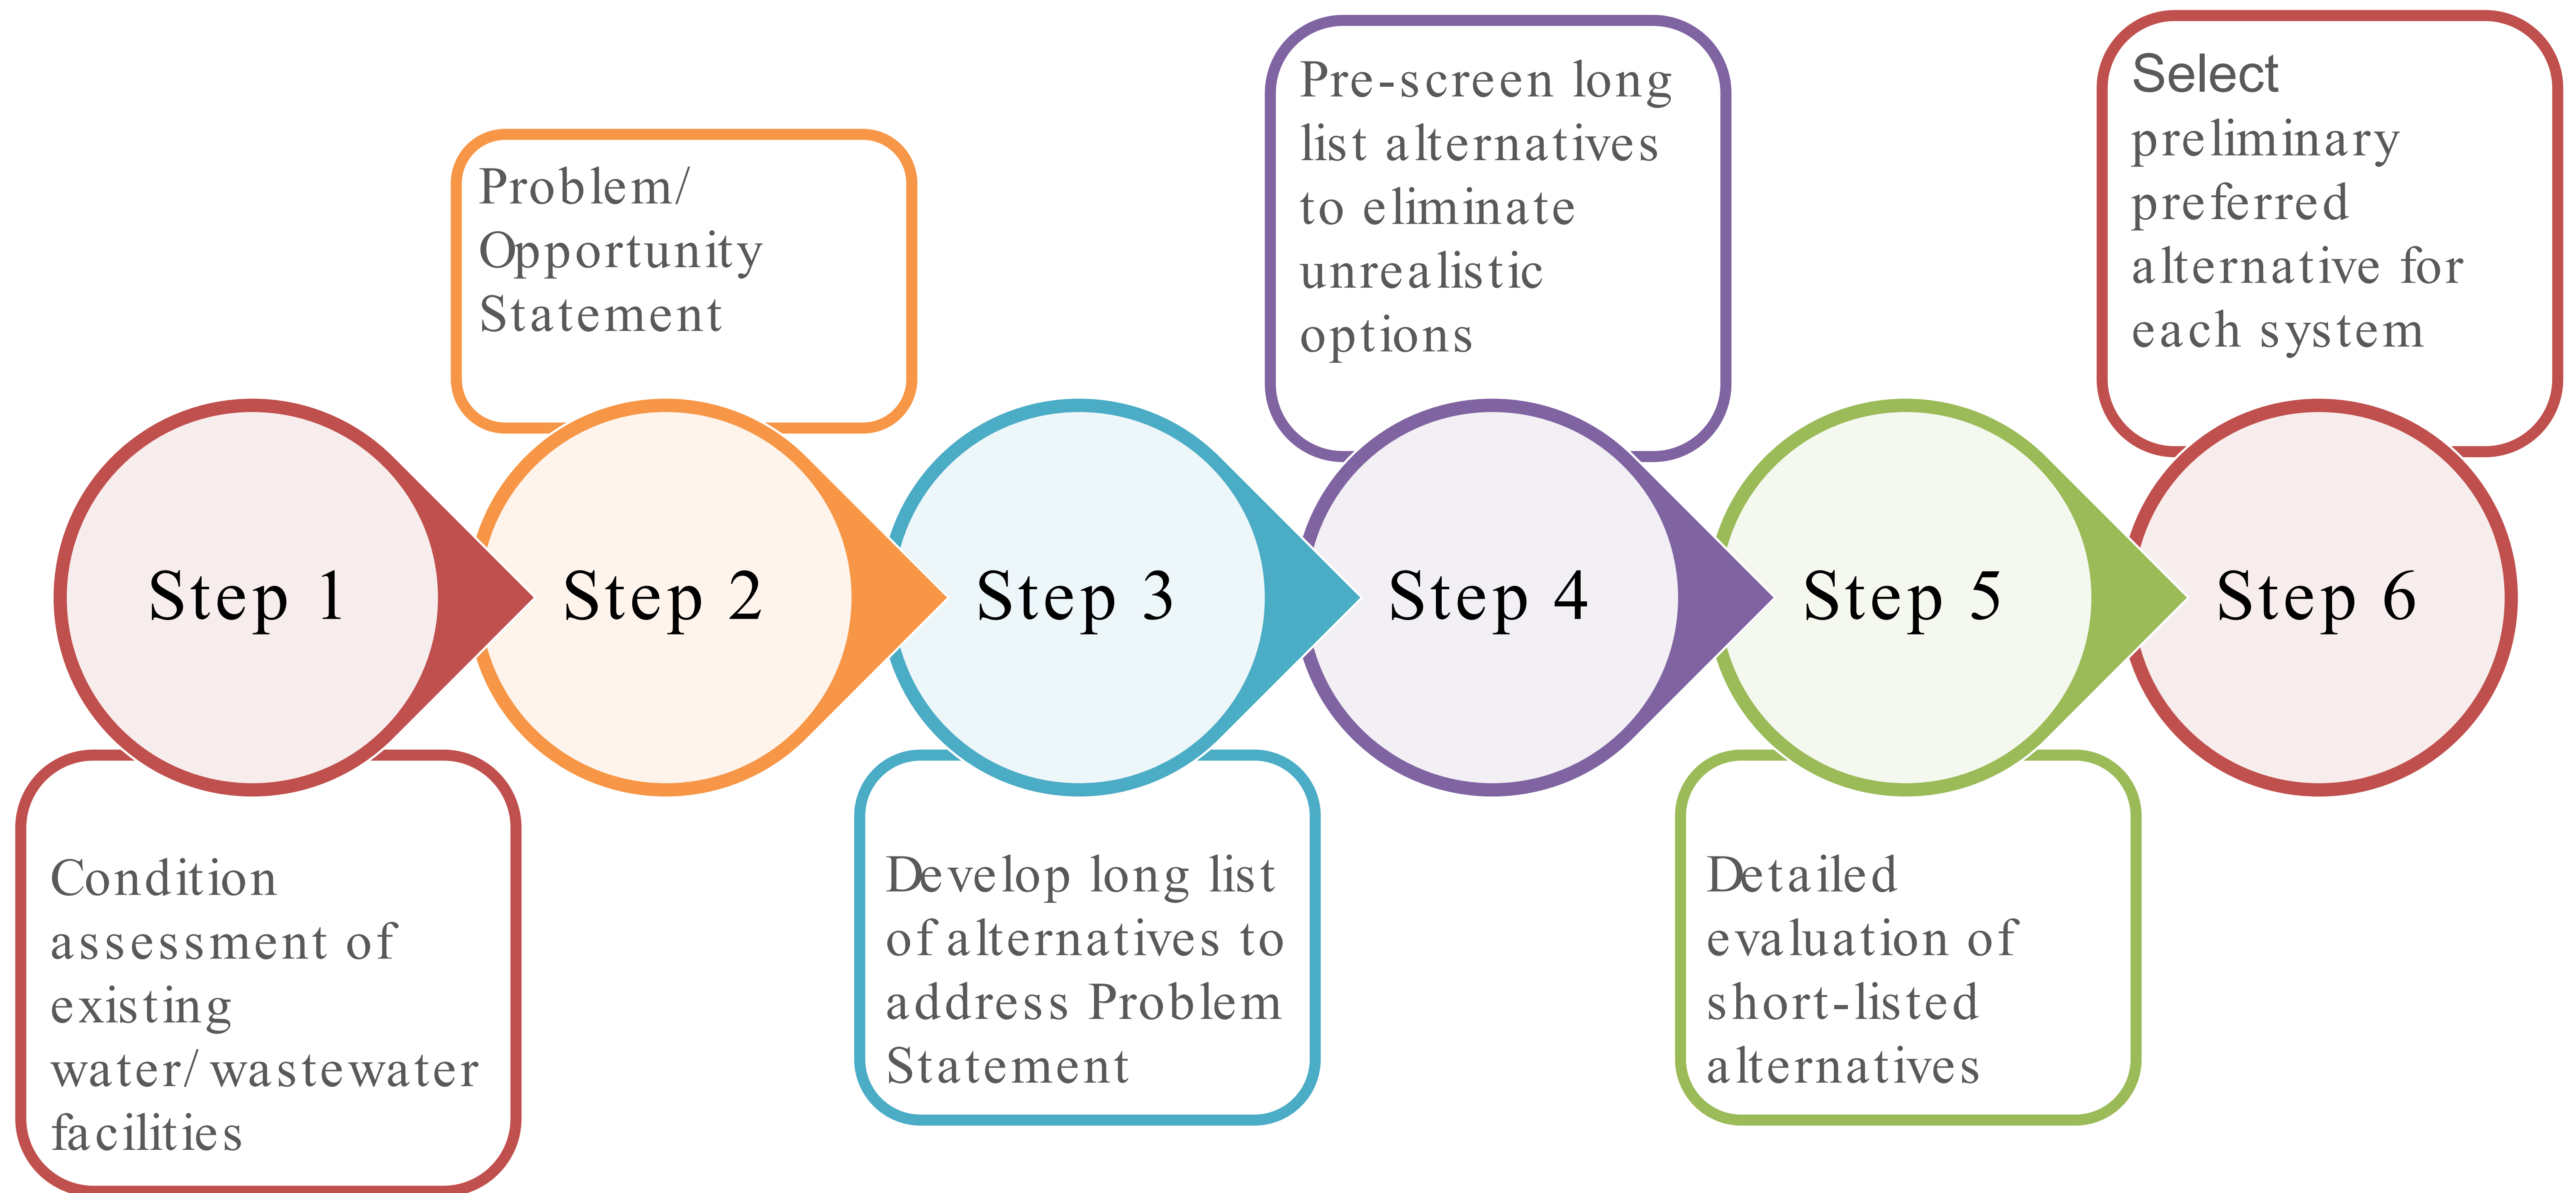 Step 1
Condition
assessment of
existing
water/wastewater
facilities
Problem/
Opportunity
Statement
Step 2
Step 3
Develop long list
of alternatives to
address Problem
Statement
Pre-screen long
list alternatives
to eliminate
unrealistic
options
Step 4
Step 5
Detailed
evaluation of
short-listed
alternatives
Select
preliminary
preferred
alternative for
each system
Step 6